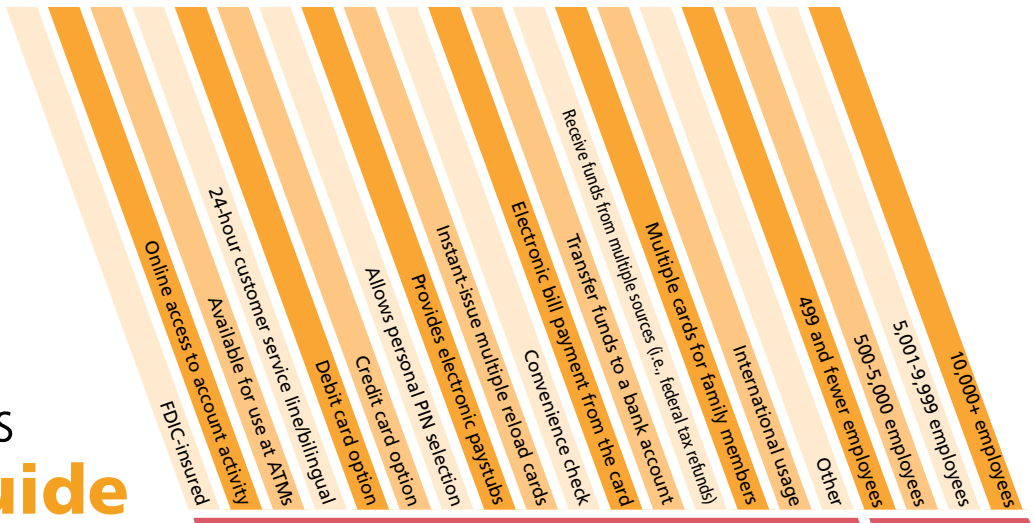 FDIC-insured
Online access to account activity
Available for use at ATMs
24-hour customer service line/bilingual
Debit card option
Credit card option
Allows personal PIN selection
Provides electronic paystubs
Instant-issue multiple reload cards
Convenience check
Electronic bill payment from the card
Transfer funds to a bank account
Receive funds from multiple sources (i.e., federal tax refunds)
Multiple cards for family members
International usage
Other
499 and fewer employees
500-5,000 employees
5,001-9,999 employees
10,000+ employees
s
uide